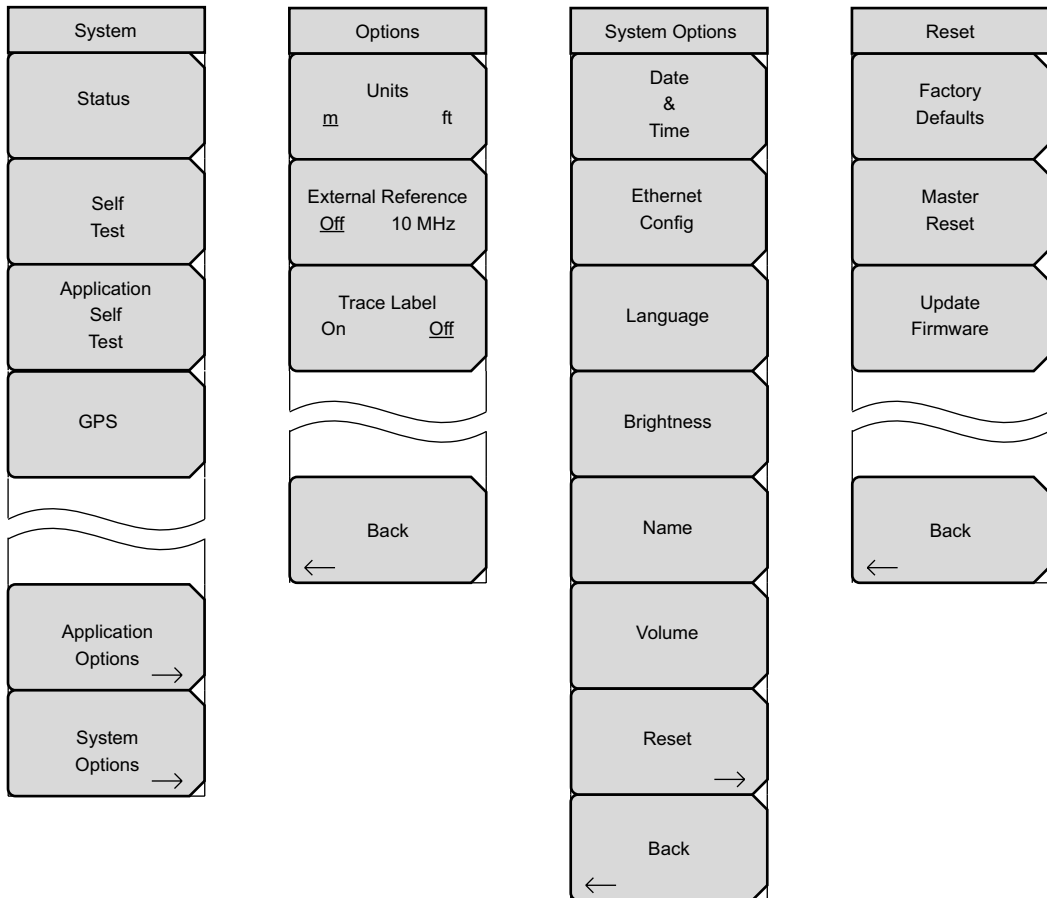 System
Status
Self
Test
Application
Self
Test
GPS
Application
Options
System
Options
Options
Units
m ft
External Reference
Off 10 MHz
Trace Label
On Off
Back
System Options
Date
&
Time
Ethernet
Config
Language
Brightness
Name
Volume
Reset
Back
Reset
Factory
Defaults
Master
Reset
Update
Firmware
Back